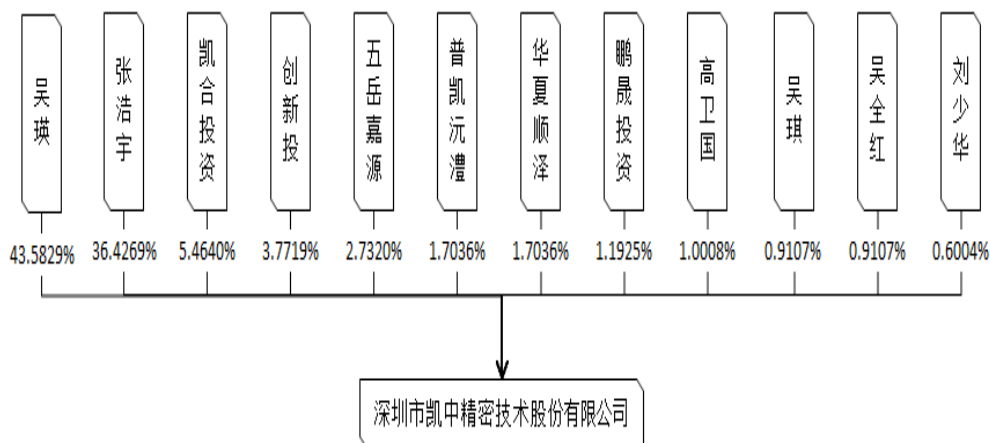 吴瑛
张浩宇
凯合投资
创新投
五岳嘉源
普凯沅澧
华夏顺泽
鹏晟投资
高卫国
吴琪
吴全红
刘少华
43.5829%
36.4269%
5.4640%
3.7719%
2.7320%
1.7036%
1.7036%
1.1925%
1.0008%
0.9107%
0.9107%
0.6004%
深圳市凯中精密技术股份有限公司